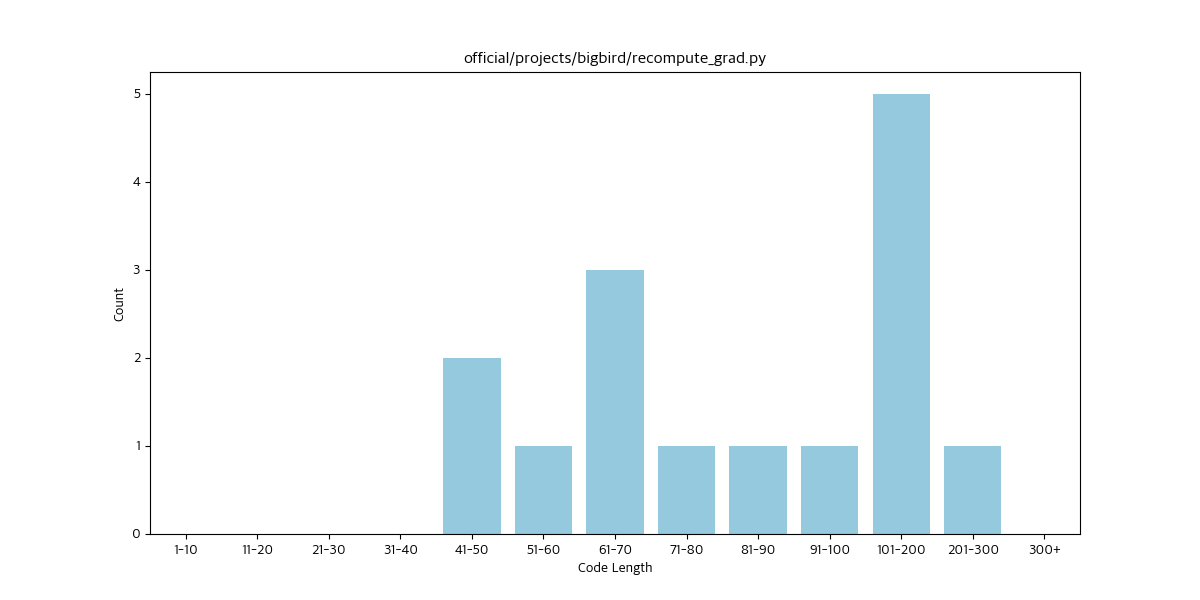 official/projects/bigbird/recompute_grad.py
Count
5
4
3
2
1
0
1-10 11-20 21-30 31-40 41-50 51-60 61-70 71-80 81-90 91-100 101-200 201-300 300+
Code Length